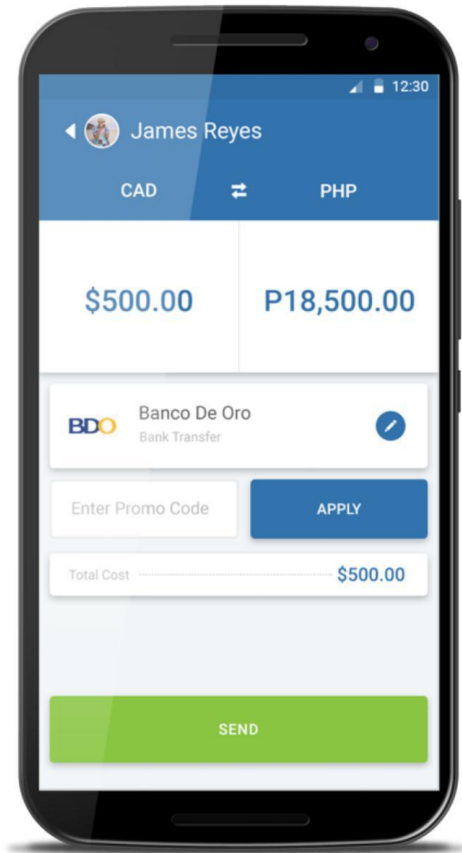 12:30
James Reyes
CAD PHP
$500.00 P18,500.00
BDO Banco De Oro
Bank Transfer
Enter Promo Code APPLY
Total Cost $500.00
SEND